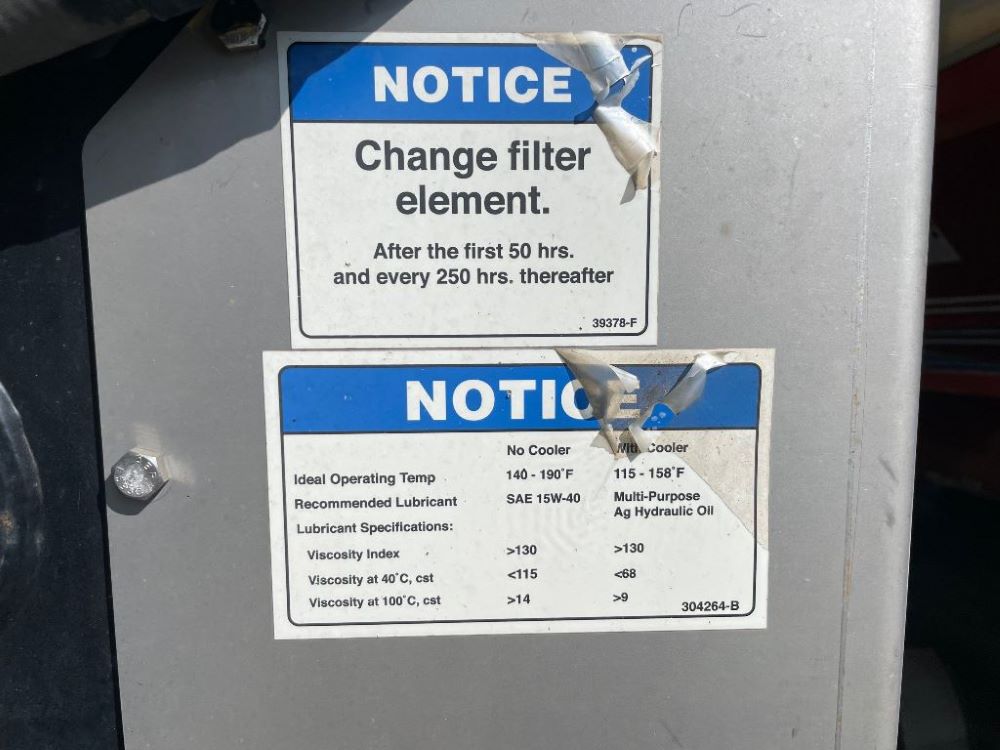 NOTICE
Change filter
element.
After the first 50 hrs.
and every 250 hrs. thereafter
39378-F
NOTICE
No Cooler With Cooler
Ideal Operating Temp 140 - 190°F 115 - 158°F
Recommended Lubricant SAE 15W-40 Multi-Purpose
Ag Hydraulic Oil
Lubricant Specifications:
Viscosity Index >130 >130
Viscosity at 40°C, cst <115 <68
Viscosity at 100°C, cst >14 >9
304264-B